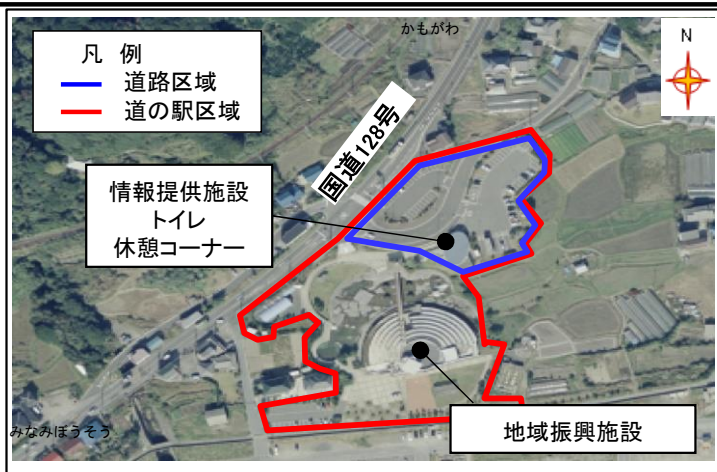 かもがわ
N
凡 例
道路区域
道の駅区域
国道128号
情報提供施設
トイレ
休憩コーナー
地域振興施設
みなみぼうそう